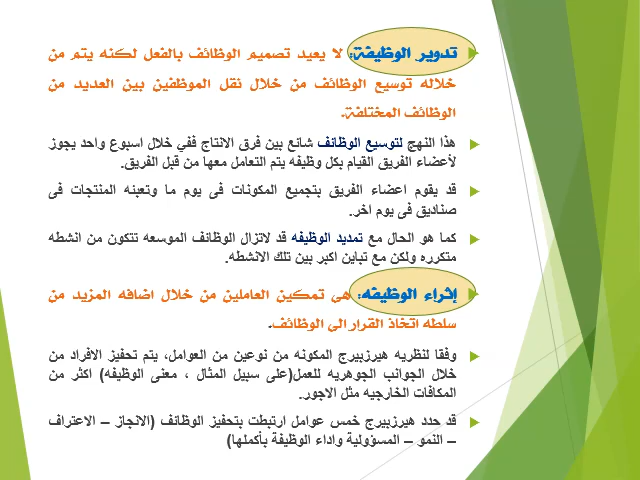 تدوير الوظيفة: لا يعيد تصميم الوظائف بالفعل لكنه يتم من
خلاله توسيع الوظائف من خلال نقل الموظفين بين العديد من
الوظائف المختلفة.
هذا النهج لتوسيع الوظائف شائع بين فرق الانتاج ففي خلال اسبوع واحد يجوز
لأعضاء الفريق القيام بكل وظيفه يتم التعامل معها من قبل الفريق.
قد يقوم اعضاء الفريق بتجميع المكونات فى يوم ما وتعبنه المنتجات فى
صناديق فى يوم اخر.
كما هو الحال مع تمديد الوظيفه قد لاتزال الوظائف الموسعه تتكون من انشطه
متكرره ولكن مع تباين اكبر بين تلك الانشطه.
إثراء الوظيفه: هي تمكين العاملين من خلال اضافه المزيد من
سلطه اتخاذ القرار الى الوظائف.
وفقا لنظريه هيرزبيرج المكونه من نوعين من العوامل، يتم تحفيز الافراد من
خلال الجوانب الجوهريه للعمل(على سبيل المثال ، معنى الوظيفه) اكثر من
المكافات الخارجيه مثل الاجور.
قد حدد هيرزبيرج خمس عوامل ارتبطت بتحفيز الوظائف (الانجاز – الاعتراف
– النمو – المسؤولية واداء الوظيفة بأكملها)